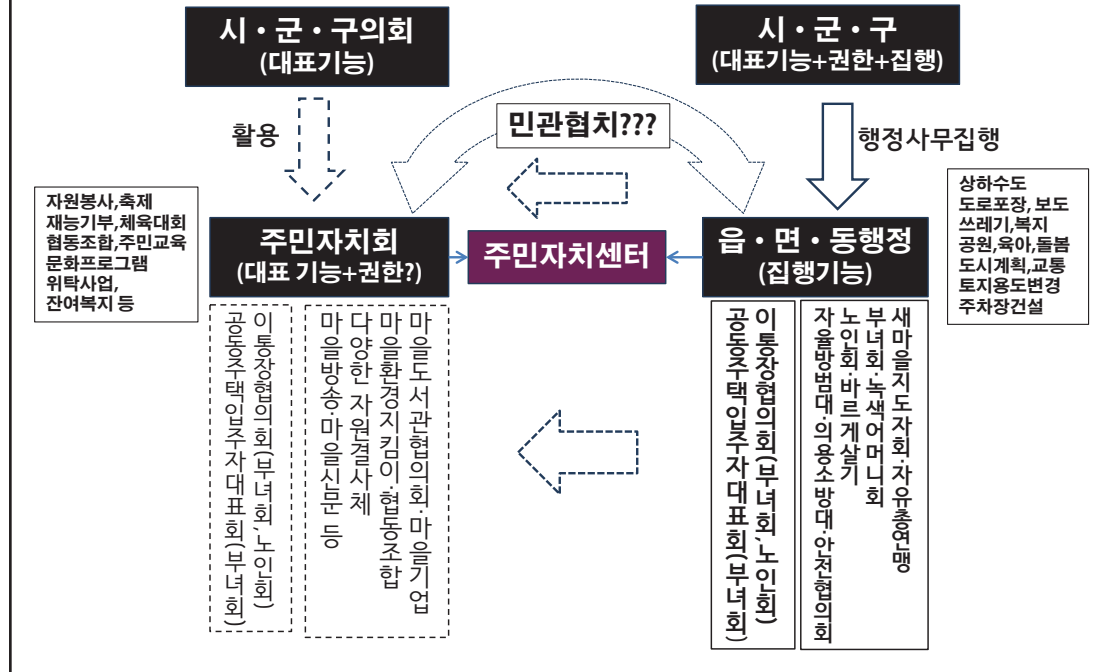 시・군・구의회
(대표기능)
시・군・구
(대표기능+권한+집행)
활용
민관협치???
행정사무집행
자원봉사,축제
재능기부,체육대회
협동조합,주민교육
문화프로그램
위탁사업,
잔여복지 등
주민자치회
(대표 기능+권한?)
주민자치센터
읍・면・동행정
(집행기능)
상하수도
도로포장, 보도
쓰레기,복지
공원,육아,돌봄
도시계획,교통
토지용도변경
주차장건설
이통장협의회(부녀회,노인회)
공동주택입주자대표회(부녀회)
마을도서관협의회·마을기업
마을환경지킴이·협동조합
다양한 자원결사체
마을방송·마을신문 등
이통장협의회(부녀회,노인회)
공동주택입주자대표회(부녀회)
새마을지도자회·자유총연맹
부녀회·녹색어머니회
노인회·바르게살기
자율방범대·의용소방대·안전협의회